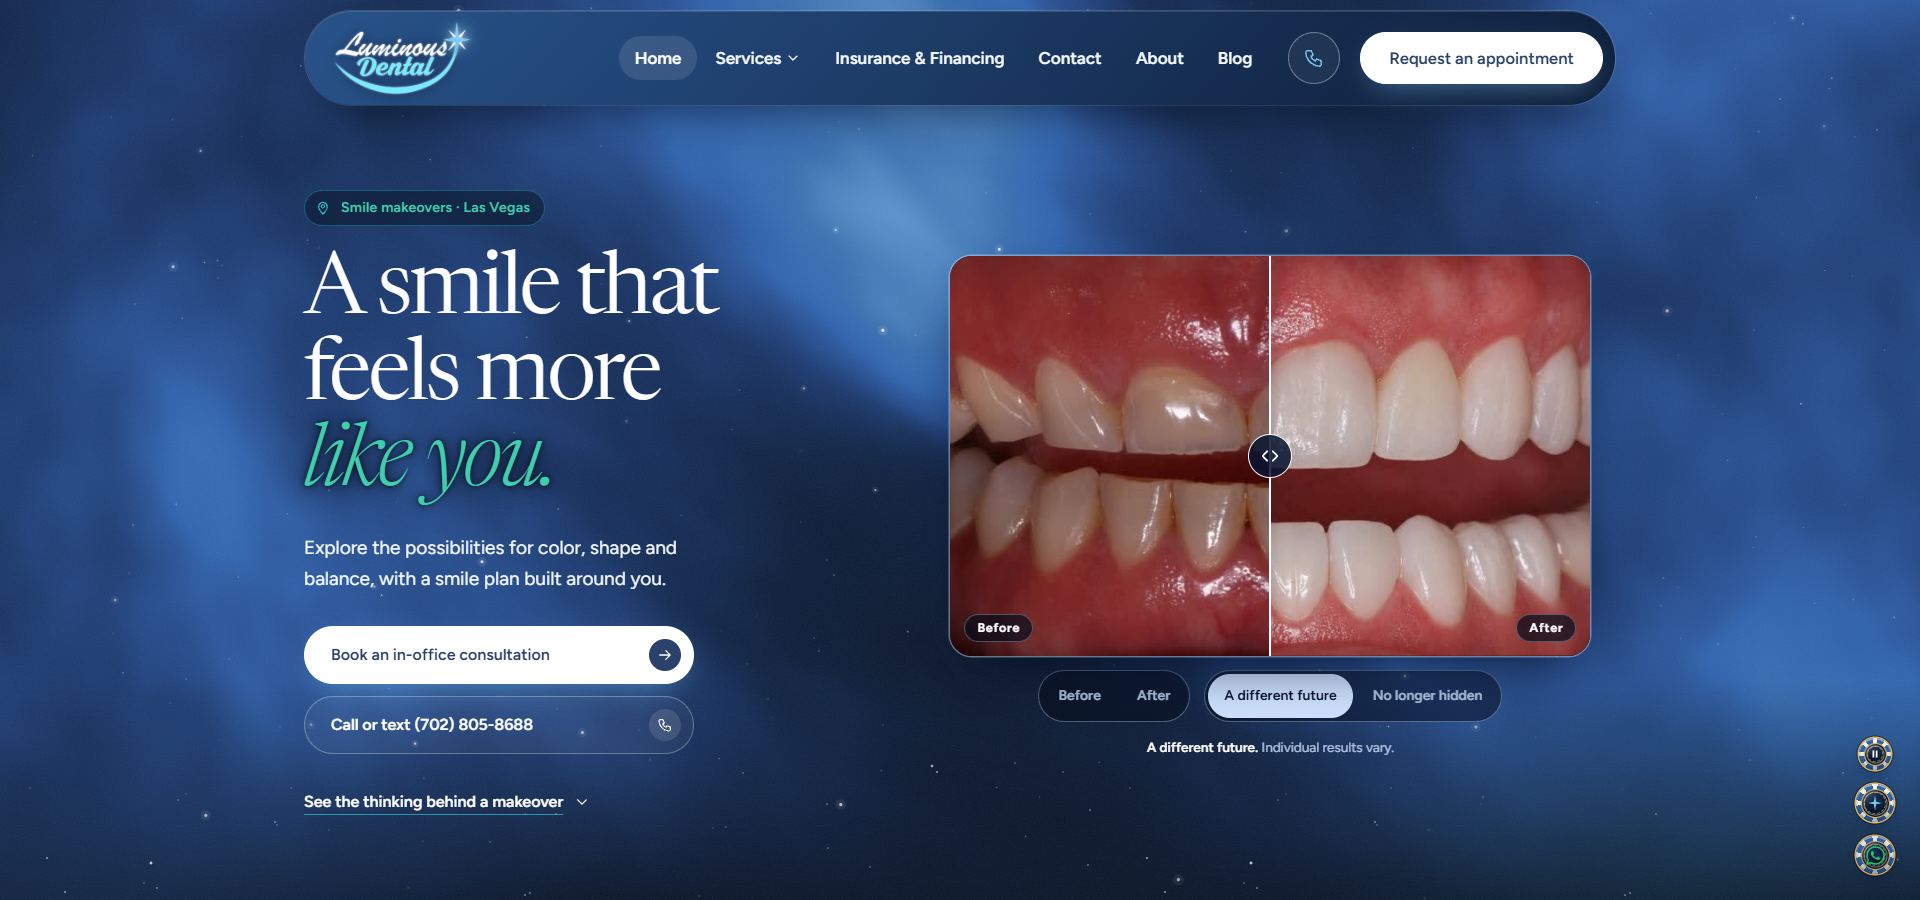 Luminous
Dental
Home
Services
Insurance & Financing
Contact
About
Blog
Request an appointment
Smile makeovers · Las Vegas
A smile that
feels more
like you.
Explore the possibilities for color, shape and
balance, with a smile plan built around you.
Book an in-office consultation
Call or text (702) 805-8688
See the thinking behind a makeover
Before
After
Before
After
A different future
No longer hidden
A different future. Individual results vary.